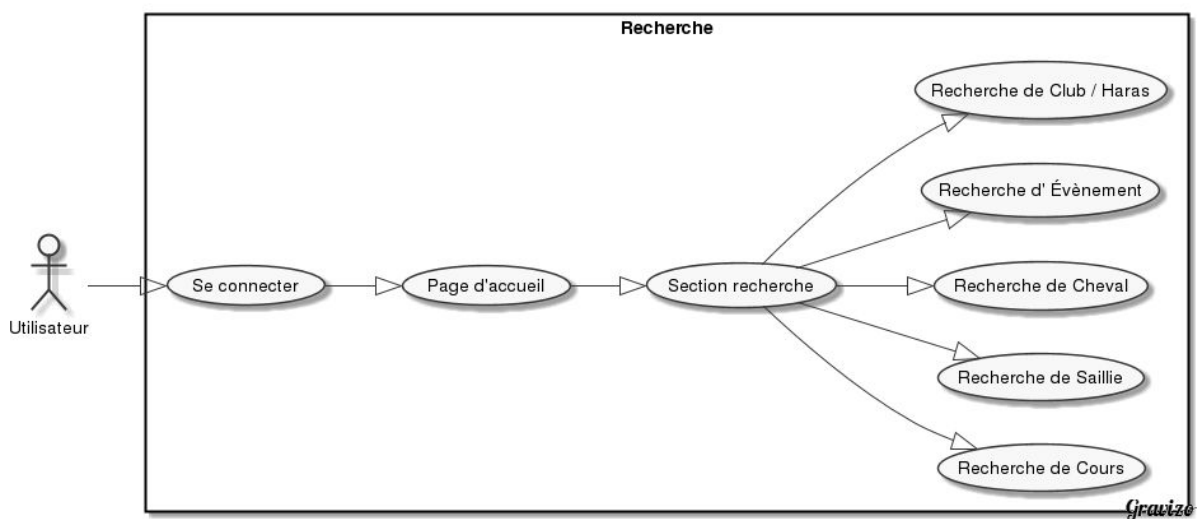 Recherche
Recherche de Club / Haras
Recherche d' Évènement
Utilisateur
Se connecter
Page d'accueil
Section recherche
Recherche de Cheval
Recherche de Saillie
Recherche de Cours
Gravizo